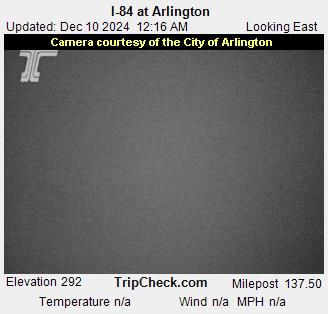 I-84 at Arlington
Updated: Dec 10 2024 12:16 AM Looking East
Camera courtesy of the City of Arlington
Elevation 292 TripCheck.com Milepost 137.50
Temperature n/a Wind n/a MPH n/a